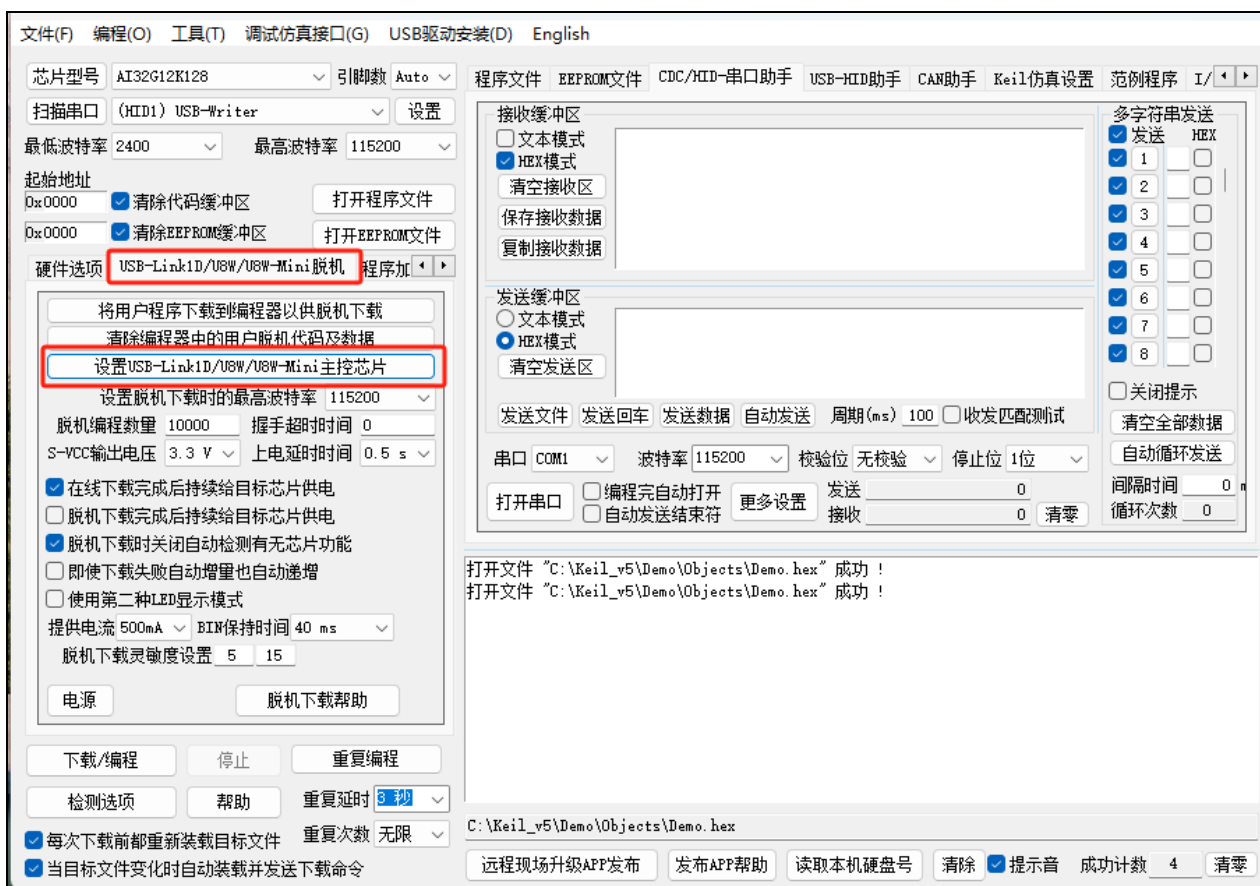 文件(F) 编程(O) 工具(T) 调试仿真接口(G) USB驱动安装(D) English
芯片型号 AI32G12K128 引脚数 Auto
扫描串口 (HID1) USB-Writer 设置
最低波特率 2400 最高波特率 115200
起始地址
0x0000 清除代码缓冲区 打开程序文件
0x0000 清除EEPROM缓冲区 打开EEPROM文件
硬件选项 USB-Link1D/U8W/U8W-Mini脱机 程序加
将用户程序下载到编程器以供脱机下载
清除编程器中的用户脱机代码及数据
设置USB-Link1D/U8W/U8W-Mini主控芯片
设置脱机下载时的最高波特率 115200
脱机编程数量 10000 握手超时时间 0
S-VCC输出电压 3.3 V 上电延时时间 0.5 s
在线下载完成后持续给目标芯片供电
脱机下载完成后持续给目标芯片供电
脱机下载时关闭自动检测有无芯片功能
即使下载失败自动增量也自动递增
使用第二种LED显示模式
提供电流 500mA BIN保持时间 40 ms
脱机下载灵敏度设置 5 15
电源 脱机下载帮助
下载/编程 停止 重复编程
检测选项 帮助 重复延时 3 秒
每次下载前都重新装载目标文件 重复次数 无限
当目标文件变化时自动装载并发送下载命令
程序文件 EEPROM文件 CDC/HID-串口助手 USB-HID助手 CAN助手 Keil仿真设置 范例程序 I/
接收缓冲区
文本模式
HEX模式
清空接收区
保存接收数据
复制接收数据
发送缓冲区
文本模式
HEX模式
清空发送区
发送文件 发送回车 发送数据 自动发送 周期(ms) 100 收发匹配测试
串口 COM1 波特率 115200 校验位 无校验 停止位 1位
打开串口 编程完自动打开 更多设置 发送 0
自动发送结束符 接收 0 清零
多字符串发送
发送 HEX
1
2
3
4
5
6
7
8
关闭提示
清空全部数据
自动循环发送
间隔时间 0
循环次数 0
打开文件 "C:\Keil_v5\Demo\Objects\Demo.hex" 成功 !
打开文件 "C:\Keil_v5\Demo\Objects\Demo.hex" 成功 !
C:\Keil_v5\Demo\Objects\Demo.hex
远程现场升级APP发布 发布APP帮助 读取本机硬盘号 清除 提示音 成功计数 4 清零